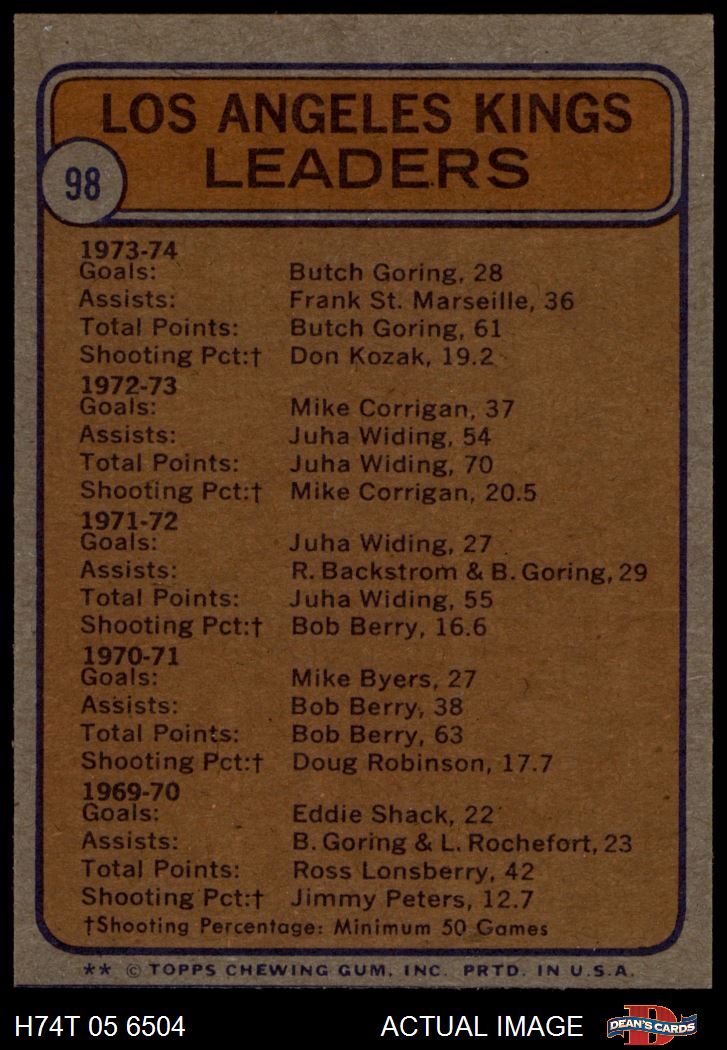 LOS ANGELES KINGS
LEADERS
98
1973-74
Goals: Butch Goring, 28
Assists: Frank St. Marseille, 36
Total Points: Butch Goring, 61
Shooting Pct:† Don Kozak, 19.2
1972-73
Goals: Mike Corrigan, 37
Assists: Juha Widing, 54
Total Points: Juha Widing, 70
Shooting Pct:† Mike Corrigan, 20.5
1971-72
Goals: Juha Widing, 27
Assists: R. Backstrom & B. Goring, 29
Total Points: Juha Widing, 55
Shooting Pct:† Bob Berry, 16.6
1970-71
Goals: Mike Byers, 27
Assists: Bob Berry, 38
Total Points: Bob Berry, 63
Shooting Pct:† Doug Robinson, 17.7
1969-70
Goals: Eddie Shack, 22
Assists: B. Goring & L. Rochefort, 23
Total Points: Ross Lonsberry, 42
Shooting Pct:† Jimmy Peters, 12.7
†Shooting Percentage: Minimum 50 Games
** © TOPPS CHEWING GUM, INC. PRTD. IN U.S.A.
H74T 05 6504 ACTUAL IMAGE D DEAN'S CARDS